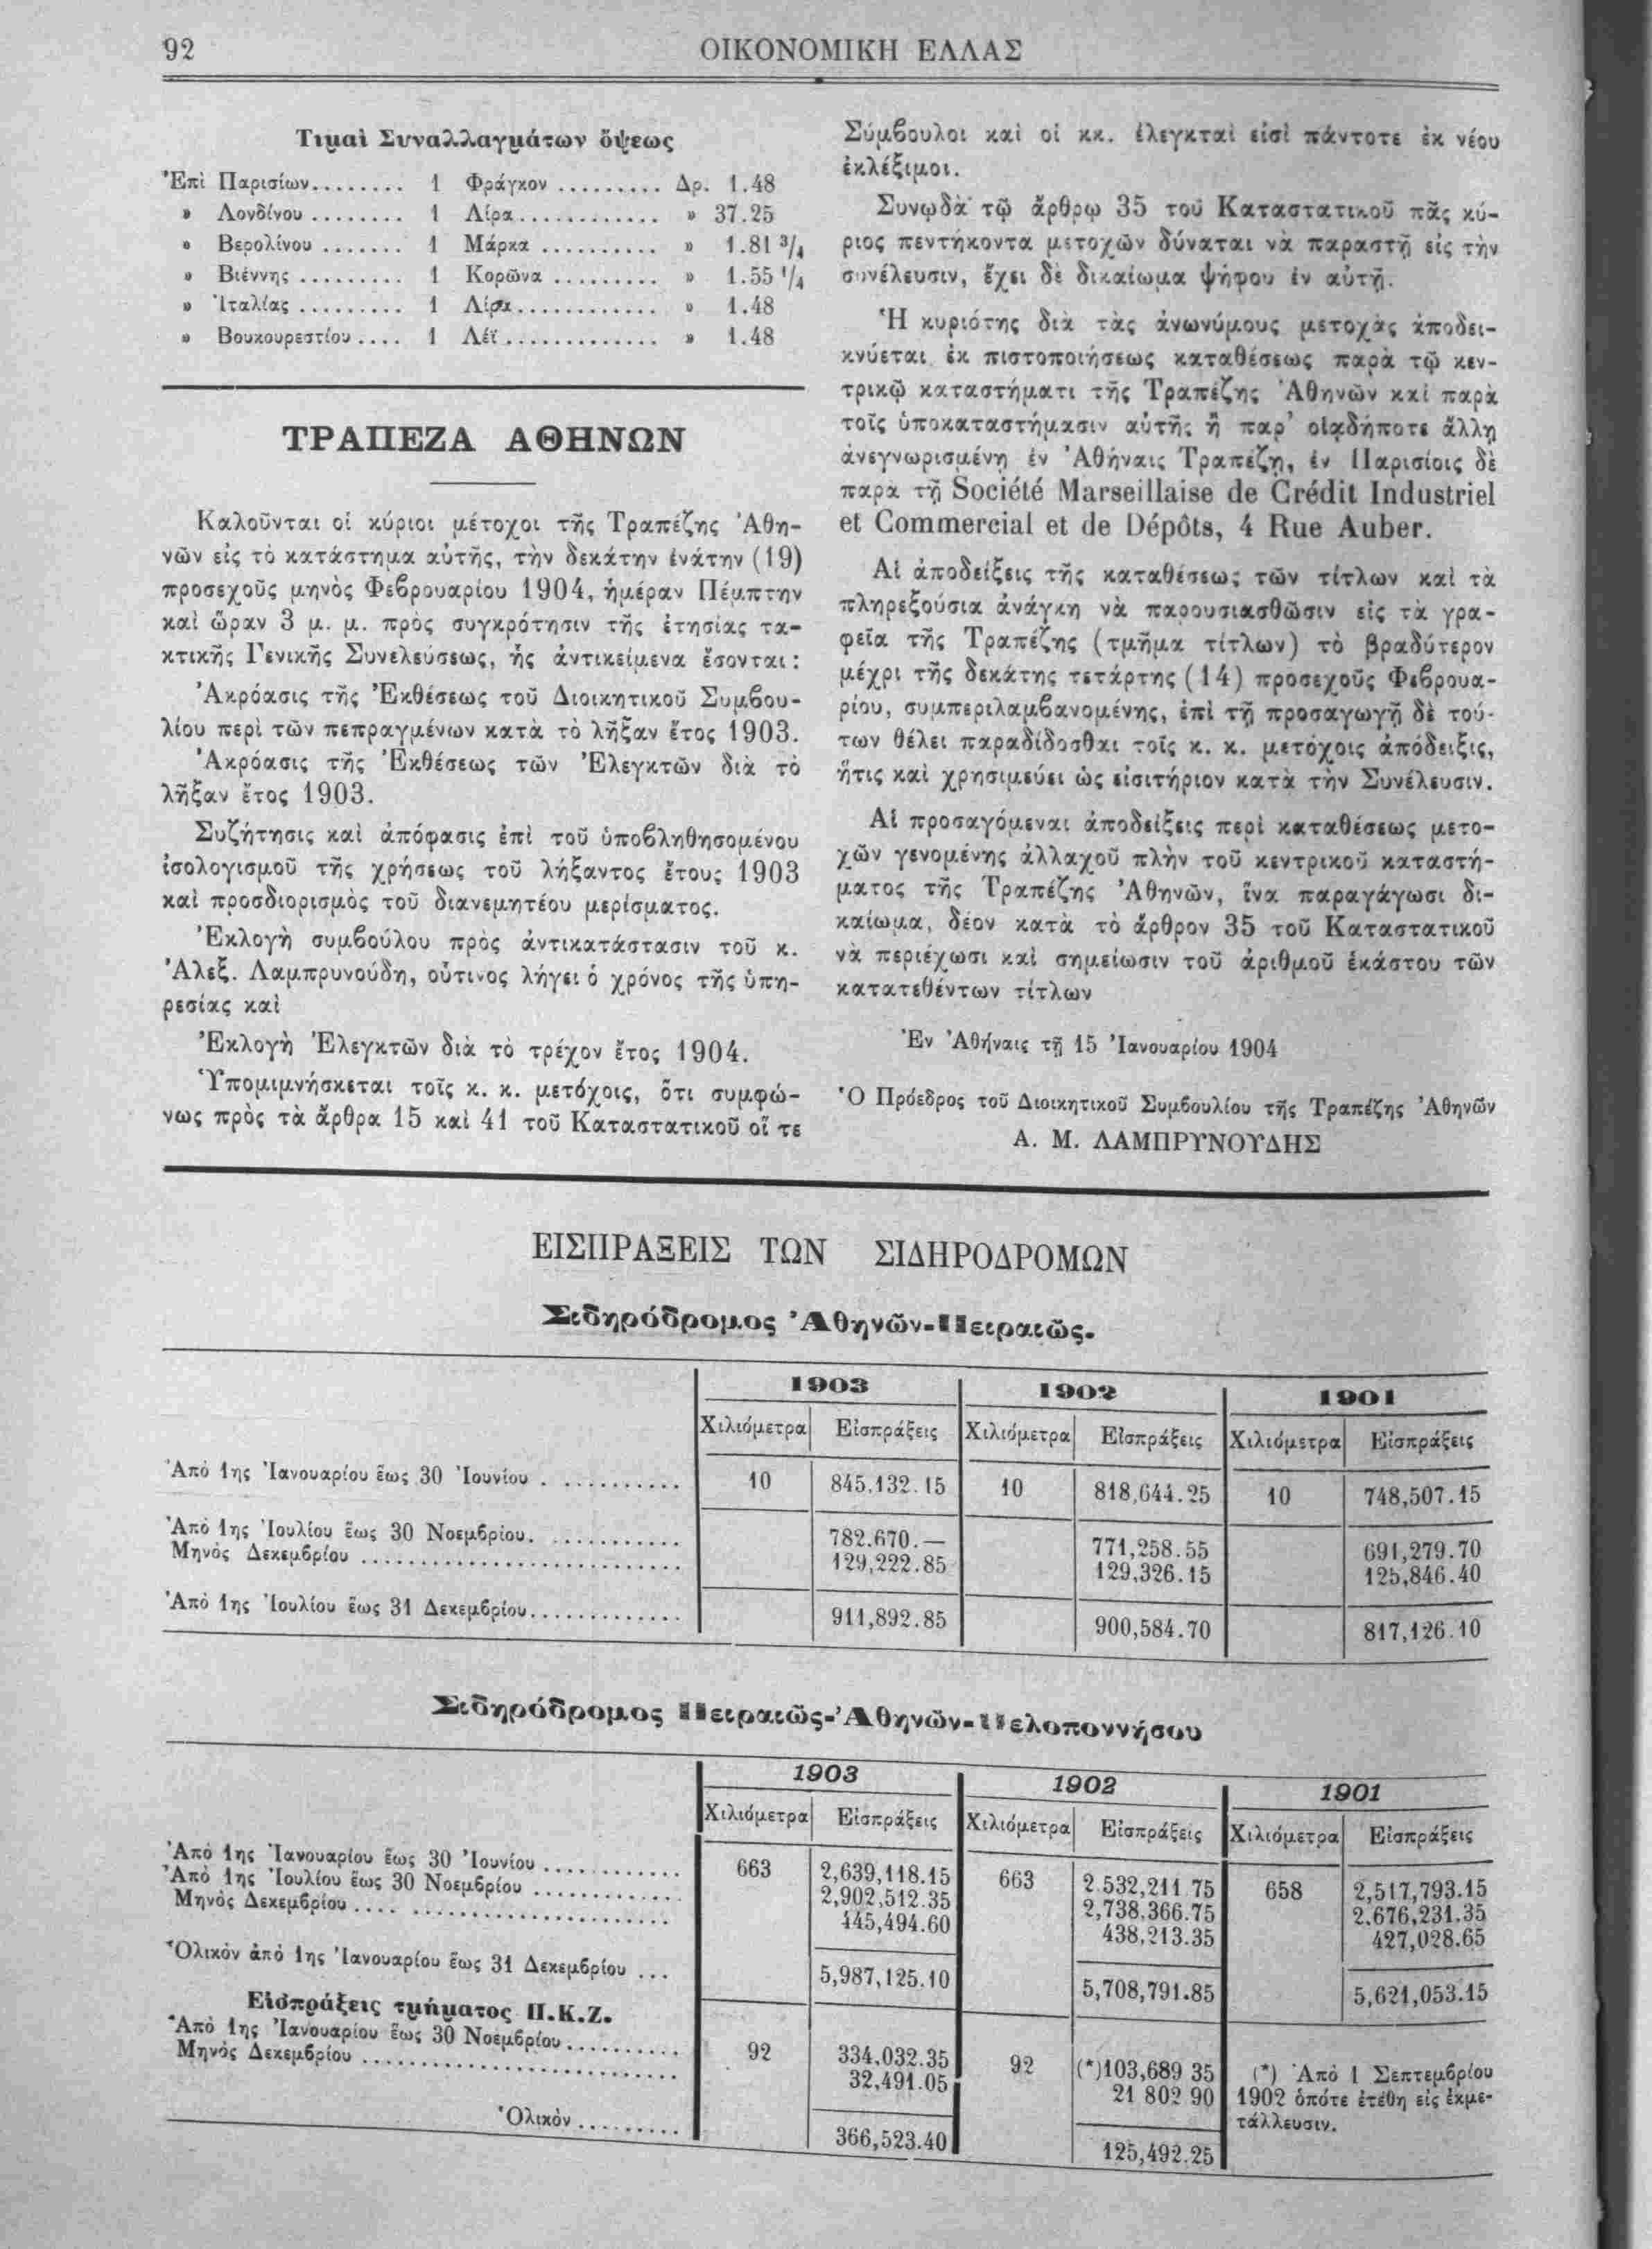 92
ΟΙΚΟΝΟΜΙΚΗ ΕΛΛΑΣ
Τιμαὶ Συναλλαγμάτων ὄψεως
Ἐπὶ Παρισίων........ 1 Φράγκον ......... Δρ. 1.48
» Λονδίνου ........ 1 Λίρα............ » 37.25
» Βερολίνου ....... 1 Μάρκα .......... » 1.81 3/4
» Βιέννης ......... 1 Κορῶνα ......... » 1.55 1/4
» Ἰταλίας ......... 1 Λίρα............ » 1.48
» Βουκουρεστίου .... 1 Λέϊ............. » 1.48
ΤΡΑΠΕΖΑ ΑΘΗΝΩΝ
Καλοῦνται οἱ κύριοι μέτοχοι τῆς Τραπέζης Ἀθη-
νῶν εἰς τὸ κατάστημα αὐτῆς, τὴν δεκάτην ἐνάτην (19)
προσεχοῦς μηνὸς Φεβρουαρίου 1904, ἡμέραν Πέμπτην
καὶ ὥραν 3 μ. μ. πρὸς συγκρότησιν τῆς ἐτησίας τα-
κτικῆς Γενικῆς Συνελεύσεως, ἧς ἀντικείμενα ἔσονται:
Ἀκρόασις τῆς Ἐκθέσεως τοῦ Διοικητικοῦ Συμβου-
λίου περὶ τῶν πεπραγμένων κατὰ τὸ λῆξαν ἔτος 1903.
Ἀκρόασις τῆς Ἐκθέσεως τῶν Ἐλεγκτῶν διὰ τὸ
λῆξαν ἔτος 1903.
Συζήτησις καὶ ἀπόφασις ἐπὶ τοῦ ὑποβληθησομένου
ἰσολογισμοῦ τῆς χρήσεως τοῦ λήξαντος ἔτους 1903
καὶ προσδιορισμὸς τοῦ διανεμητέου μερίσματος.
Ἐκλογὴ συμβούλου πρὸς ἀντικατάστασιν τοῦ κ.
Ἀλεξ. Λαμπρυνούδη, οὗτινος λήγει ὁ χρόνος τῆς ὑπη-
ρεσίας καὶ
Ἐκλογὴ Ἐλεγκτῶν διὰ τὸ τρέχον ἔτος 1904.
Ὑπομιμνήσκεται τοῖς κ. κ. μετόχοις, ὅτι συμφώ-
νως πρὸς τὰ ἄρθρα 15 καὶ 41 τοῦ Καταστατικοῦ οἵ τε
Σύμβουλοι καὶ οἱ κκ. ἐλεγκταὶ εἰσὶ πάντοτε ἐκ νέου
ἐκλέξιμοι.
Συνῳδὰ τῷ ἄρθρῳ 35 τοῦ Καταστατικοῦ πᾶς κύ-
ριος πεντήκοντα μετοχῶν δύναται νὰ παραστῇ εἰς τὴν
συνέλευσιν, ἔχει δὲ δικαίωμα ψήφου ἐν αὐτῇ.
Ἡ κυριότης διὰ τὰς ἀνωνύμους μετοχὰς ἀποδει-
κνύεται ἐκ πιστοποιήσεως καταθέσεως παρὰ τῷ κεν-
τρικῷ καταστήματι τῆς Τραπέζης Ἀθηνῶν καὶ παρὰ
τοῖς ὑποκαταστήμασιν αὐτῆς ἢ παρ' οἱᾳδήποτε ἄλλῃ
ἀνεγνωρισμένῃ ἐν Ἀθήναις Τραπέζῃ, ἐν Παρισίοις δὲ
παρὰ τῇ Société Marseillaise de Crédit Industriel
et Commercial et de Dépôts, 4 Rue Auber.
Αἱ ἀποδείξεις τῆς καταθέσεως τῶν τίτλων καὶ τὰ
πληρεξούσια ἀνάγκη νὰ παρουσιασθῶσιν εἰς τὰ γρα-
φεῖα τῆς Τραπέζης (τμῆμα τίτλων) τὸ βραδύτερον
μέχρι τῆς δεκάτης τετάρτης (14) προσεχοῦς Φεβρουα-
ρίου, συμπεριλαμβανομένης, ἐπὶ τῇ προσαγωγῇ δὲ τού-
των θέλει παραδίδοσθαι τοῖς κ. κ. μετόχοις ἀπόδειξις,
ἥτις καὶ χρησιμεύει ὡς εἰσιτήριον κατὰ τὴν Συνέλευσιν.
Αἱ προσαγόμεναι ἀποδείξεις περὶ καταθέσεως μετο-
χῶν γενομένης ἀλλαχοῦ πλὴν τοῦ κεντρικοῦ καταστή-
ματος τῆς Τραπέζης Ἀθηνῶν, ἵνα παραγάγωσι δι-
καίωμα, δέον κατὰ τὸ ἄρθρον 35 τοῦ Καταστατικοῦ
νὰ περιέχωσι καὶ σημείωσιν τοῦ ἀριθμοῦ ἑκάστου τῶν
κατατεθέντων τίτλων
Ἐν Ἀθήναις τῇ 15 Ἰανουαρίου 1904
Ὁ Πρόεδρος τοῦ Διοικητικοῦ Συμβουλίου τῆς Τραπέζης Ἀθηνῶν
Α. Μ. ΛΑΜΠΡΥΝΟΥΔΗΣ
ΕΙΣΠΡΑΞΕΙΣ ΤΩΝ ΣΙΔΗΡΟΔΡΟΜΩΝ
Σιδηρόδρομος Ἀθηνῶν-Πειραιῶς.
1903 1902 1901
Χιλιόμετρα Εἰσπράξεις Χιλιόμετρα Εἰσπράξεις Χιλιόμετρα Εἰσπράξεις
Ἀπὸ 1ης Ἰανουαρίου ἕως 30 Ἰουνίου ........... 10 845,132.15 10 818,644.25 10 748,507.15
Ἀπὸ 1ης Ἰουλίου ἕως 30 Νοεμβρίου. ........... 782.670.— 771,258.55 691,279.70
Μηνὸς Δεκεμβρίου ........................... 129,222.85 129,326.15 125,846.40
Ἀπὸ 1ης Ἰουλίου ἕως 31 Δεκεμβρίου............. 911,892.85 900,584.70 817,126.10
Σιδηρόδρομος Πειραιῶς-Ἀθηνῶν-Πελοποννήσου
1903 1902 1901
Χιλιόμετρα Εἰσπράξεις Χιλιόμετρα Εἰσπράξεις Χιλιόμετρα Εἰσπράξεις
Ἀπὸ 1ης Ἰανουαρίου ἕως 30 Ἰουνίου ............ 663 2,639,118.15 663 2.532,211 75 658 2,517,793.15
Ἀπὸ 1ης Ἰουλίου ἕως 30 Νοεμβρίου ............. 2,902,512.35 2,738,366.75 2.676,231.35
Μηνὸς Δεκεμβρίου .... ...................... 445,494.60 438,213.35 427,028.65
Ὁλικὸν ἀπὸ 1ης Ἰανουαρίου ἕως 31 Δεκεμβρίου ... 5,987,125.10 5,708,791.85 5,621,053.15
Εἰσπράξεις τμήματος Π.Κ.Ζ.
Ἀπὸ 1ης Ἰανουαρίου ἕως 30 Νοεμβρίου.......... 92 334,032.35 92 (*)103,689 35 (*) Ἀπὸ 1 Σεπτεμβρίου
Μηνὸς Δεκεμβρίου .......................... 32,491.05 21 802 90 1902 ὁπότε ἐτέθη εἰς ἐκμε-
τάλλευσιν.
Ὁλικὸν ......... 366,523.40 125,492.25